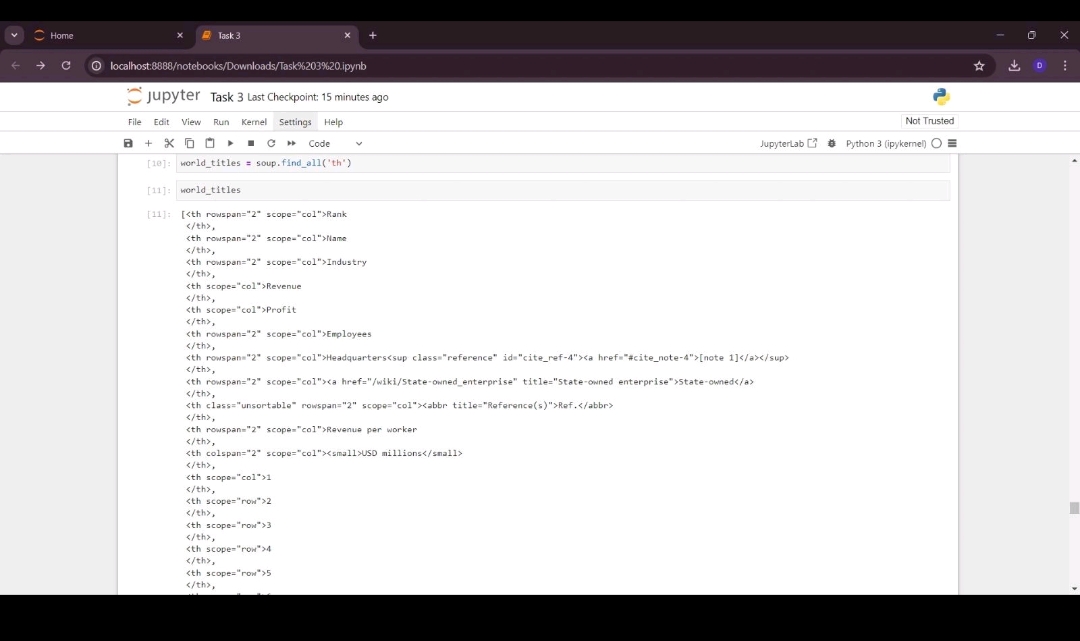 Home
Task 3
localhost:8888/notebooks/Downloads/Task%203%20.ipynb
D
jupyter Task 3 Last Checkpoint: 15 minutes ago
File Edit View Run Kernel Settings Help
Not Trusted
Code
JupyterLab
Python 3 (ipykernel)
[10]: world_titles = soup.find_all('th')
[11]: world_titles
[11]: [<th rowspan="2" scope="col">Rank
</th>,
<th rowspan="2" scope="col">Name
</th>,
<th rowspan="2" scope="col">Industry
</th>,
<th scope="col">Revenue
</th>,
<th scope="col">Profit
</th>,
<th rowspan="2" scope="col">Employees
</th>,
<th rowspan="2" scope="col">Headquarters<sup class="reference" id="cite_ref-4"><a href="#cite_note-4">[note 1]</a></sup>
</th>,
<th rowspan="2" scope="col"><a href="/wiki/State-owned_enterprise" title="State-owned enterprise">State-owned</a>
</th>,
<th class="unsortable" rowspan="2" scope="col"><abbr title="Reference(s)">Ref.</abbr>
</th>,
<th rowspan="2" scope="col">Revenue per worker
</th>,
<th colspan="2" scope="col"><small>USD millions</small>
</th>,
<th scope="col">1
</th>,
<th scope="row">2
</th>,
<th scope="row">3
</th>,
<th scope="row">4
</th>,
<th scope="row">5
</th>,